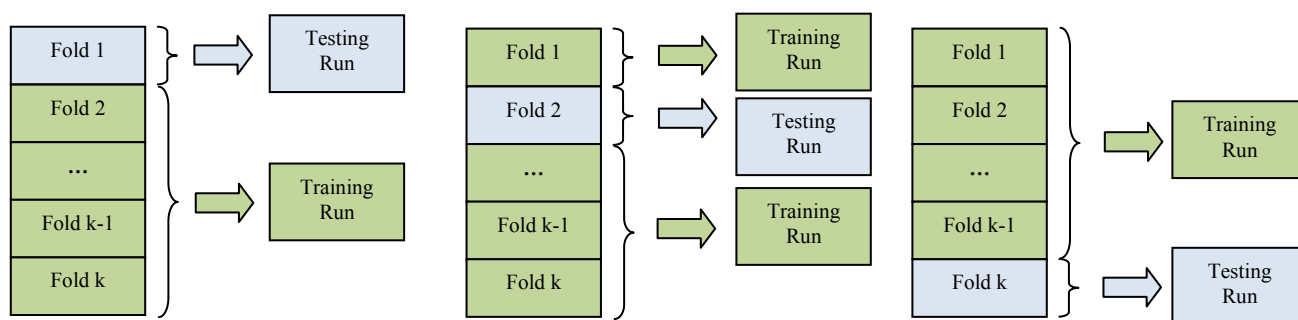 Fold 1
Fold 2
...
Fold k-1
Fold k
Testing
Run
Training
Run
Fold 1
Fold 2
...
Fold k-1
Fold k
Training
Run
Testing
Run
Training
Run
Fold 1
Fold 2
...
Fold k-1
Fold k
Training
Run
Testing
Run